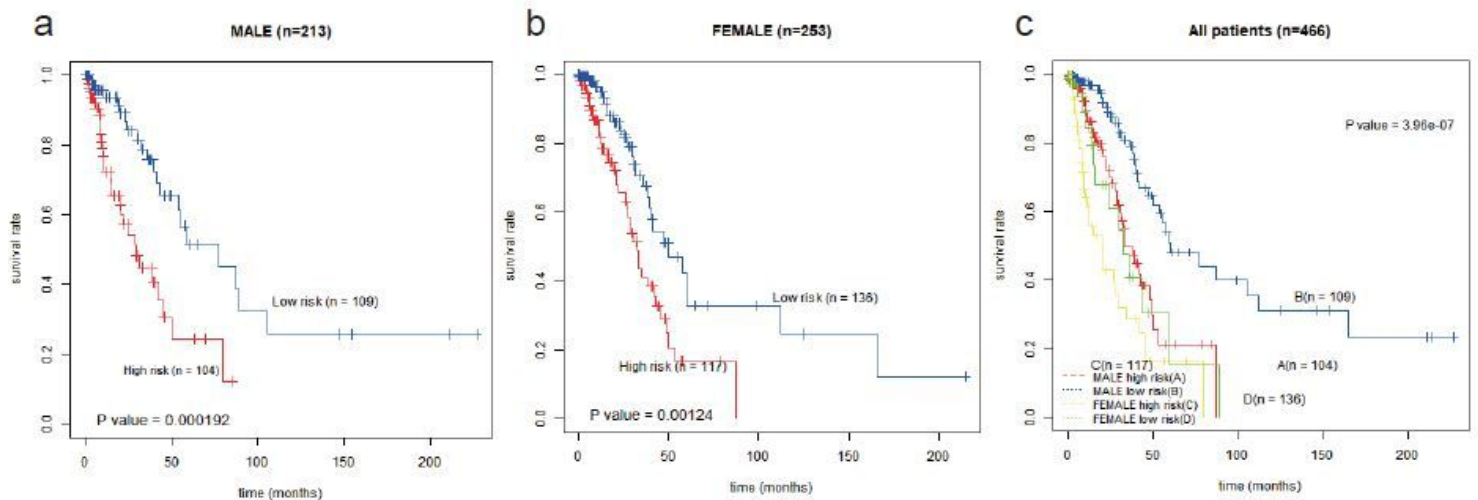 a
MALE (n=213)
survival rate
1.0
0.8
0.6
0.4
0.2
0.0
Low risk (n = 109)
High risk (n = 104)
P value = 0.000192
0
50
100
150
200
time (months)
b
FEMALE (n=253)
survival rate
1.0
0.8
0.6
0.4
0.2
0.0
Low risk (n = 136)
High risk (n = 117)
P value = 0.00124
0
50
100
150
200
time (months)
c
All patients (n=466)
survival rate
1.0
0.8
0.6
0.4
0.2
0.0
P value = 3.96e-07
B(n = 109)
C(n = 117)
A(n = 104)
MALE high risk(A)
MALE low risk(B)
D(n = 136)
FEMALE high risk(C)
FEMALE low risk(D)
0
50
100
150
200
time (months)